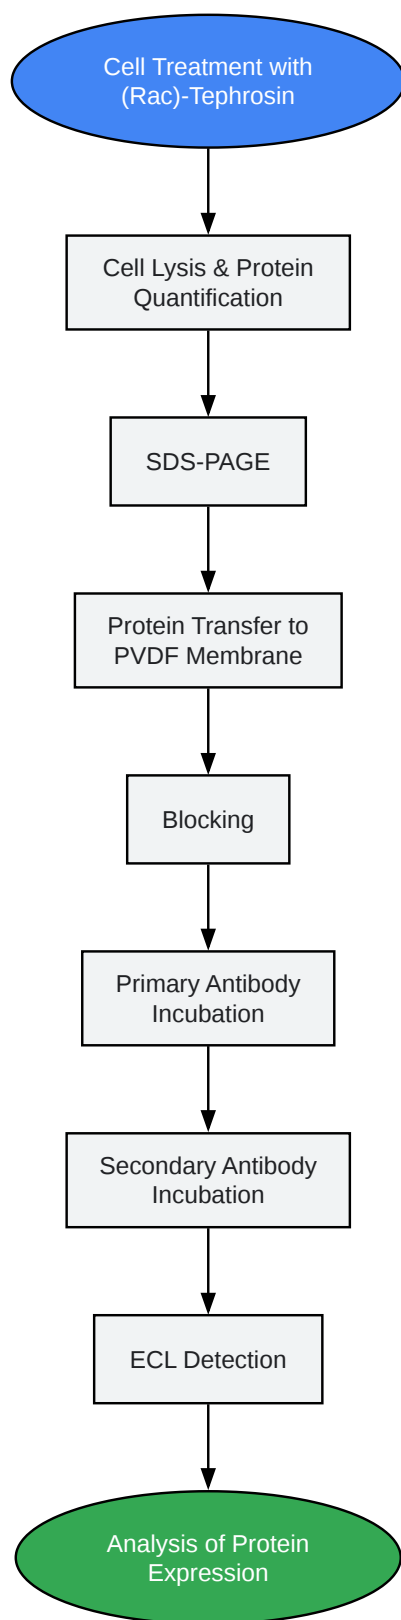 Cell Treatment with
(Rac)-Tephrosin
Cell Lysis & Protein
Quantification
SDS-PAGE
Protein Transfer to
PVDF Membrane
Blocking
Primary Antibody
Incubation
Secondary Antibody
Incubation
ECL Detection
Analysis of Protein
Expression